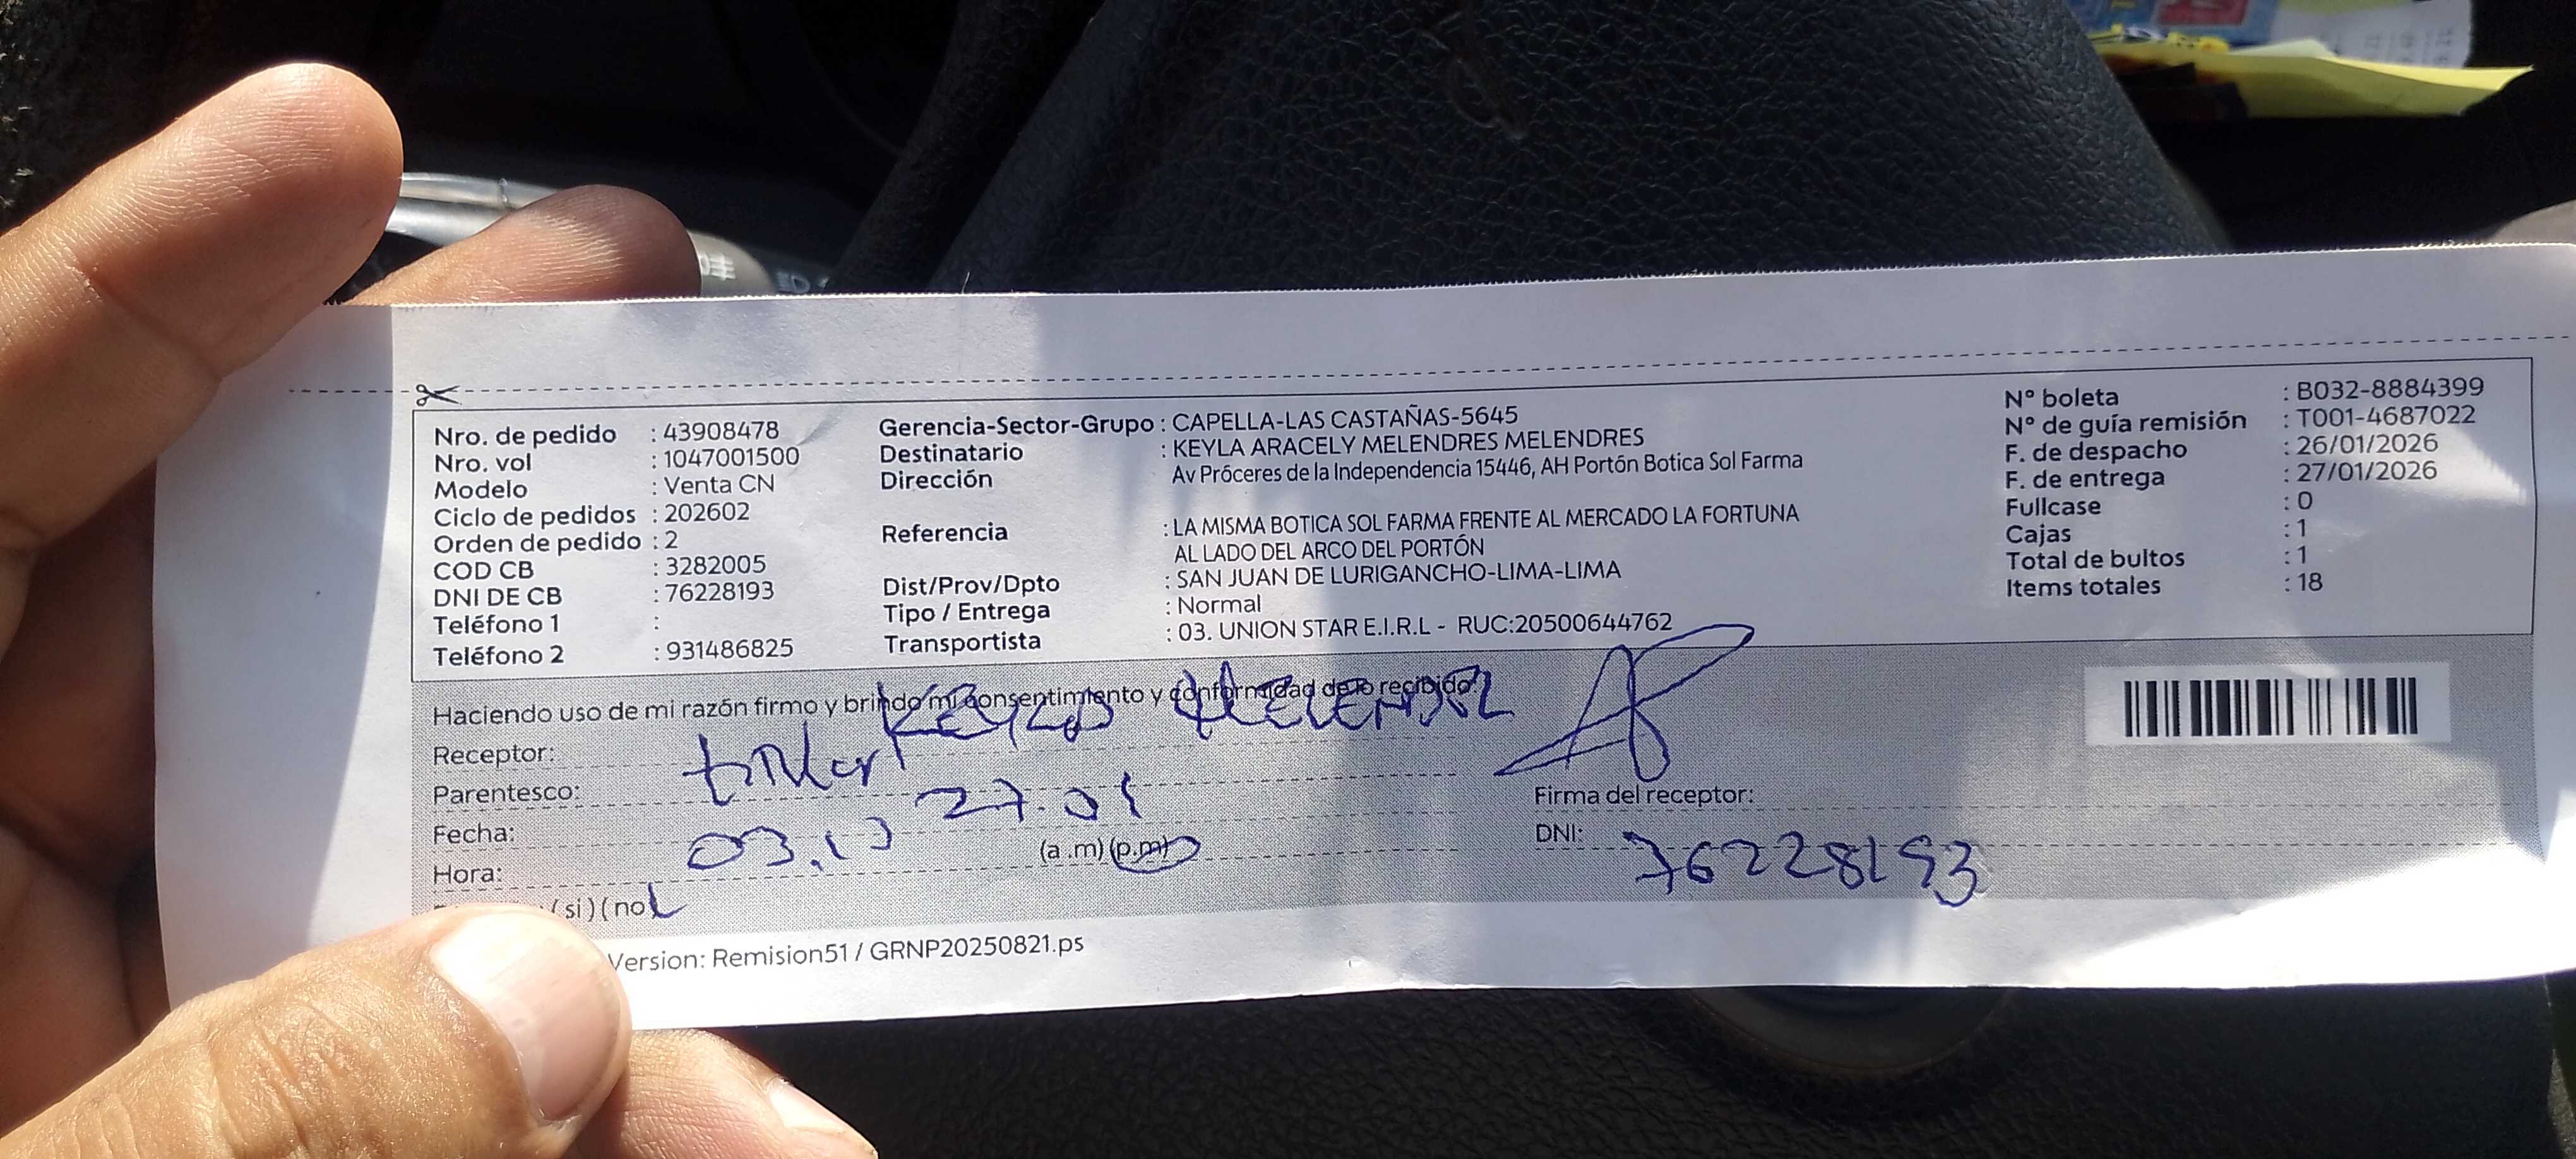 Nro. de pedido : 43908478
Nro. vol : 1047001500
Modelo : Venta CN
Ciclo de pedidos : 202602
Orden de pedido : 2
COD CB : 3282005
DNI DE CB : 76228193
Teléfono 1 :
Teléfono 2 : 931486825
Gerencia-Sector-Grupo : CAPELLA-LAS CASTAÑAS-5645
Destinatario : KEYLA ARACELY MELENDRES MELENDRES
Dirección Av Próceres de la Independencia 15446, AH Portón Botica Sol Farma
Referencia : LA MISMA BOTICA SOL FARMA FRENTE AL MERCADO LA FORTUNA
AL LADO DEL ARCO DEL PORTÓN
Dist/Prov/Dpto : SAN JUAN DE LURIGANCHO-LIMA-LIMA
Tipo / Entrega : Normal
Transportista : 03. UNION STAR E.I.R.L - RUC:20500644762
N° boleta : B032-8884399
N° de guía remisión : T001-4687022
F. de despacho : 26/01/2026
F. de entrega : 27/01/2026
Fullcase : 0
Cajas : 1
Total de bultos : 1
Items totales : 18
Haciendo uso de mi razón firmo y brindo mi consentimiento y conformidad de lo recibido.
Receptor:
Parentesco: titular
Fecha: 27.01
Hora: 03.13 (a .m) (p.m)
(si) (no
Firma del receptor:
DNI: 76228193
Version: Remision51 / GRNP20250821.ps